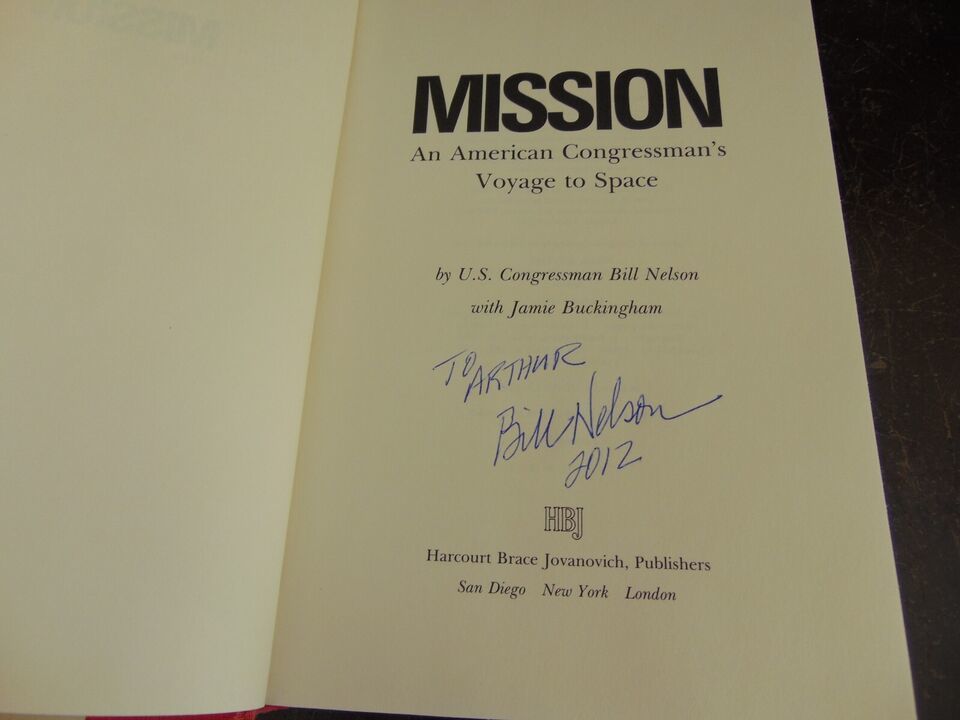 MISSION
An American Congressman's
Voyage to Space
by U.S. Congressman Bill Nelson
with Jamie Buckingham
TO ARTHUR
Bill Nelson
2012
HBJ
Harcourt Brace Jovanovich, Publishers
San Diego New York London